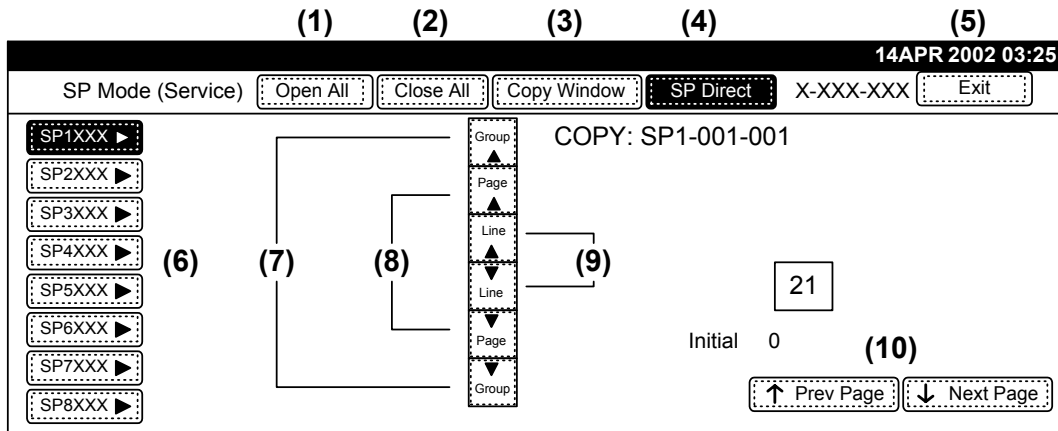 (1) (2) (3) (4) (5)
14APR 2002 03:25
SP Mode (Service) Open All Close All Copy Window SP Direct X-XXX-XXX Exit
SP1XXX
SP2XXX
SP3XXX
SP4XXX
SP5XXX
SP6XXX
SP7XXX
SP8XXX
(6)
(7)
(8)
Group
Page
Line
Line
Page
Group
(9)
COPY: SP1-001-001
21
Initial 0
(10)
↑ Prev Page ↓ Next Page